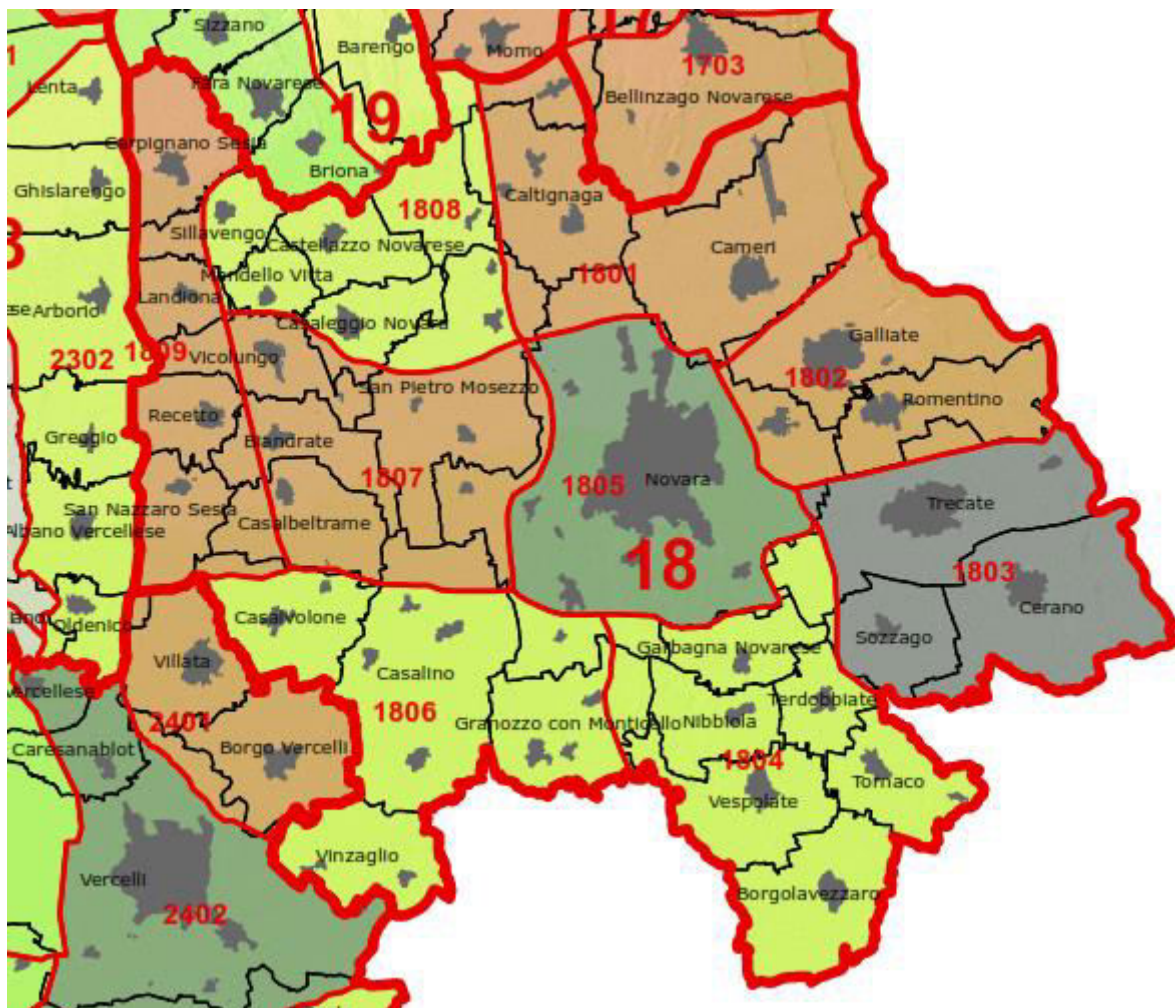 Sizzano
Barengo
Momo
1703
Bellinzago Novarese
Lenta
Fara Novarese
19
Carpignano Sesia
Briona
Ghislarengo
Caltignaga
1808
Sillavengo
Castellazzo Novarese
Cameri
Mandello Vitta
1801
Landiona
Arborio
Casaleggio Novara
Galliate
2302
1809
Vicolungo
San Pietro Mosezzo
1802
Romentino
Recetto
Greggio
Biandrate
1807
1805
Novara
Trecate
San Nazzaro Sesia
Casalbeltrame
Albano Vercellese
18
1803
Cerano
Oldenico
Casalvolone
Sozzago
Garbagna Novarese
Villata
Casalino
Vercellese
Terdobbiate
2401
1806
Granozzo con Monticello
Nibbiola
Caresanablot
Borgo Vercelli
1804
Tornaco
Vespolate
Vinzaglio
Vercelli
Borgolavezzaro
2402